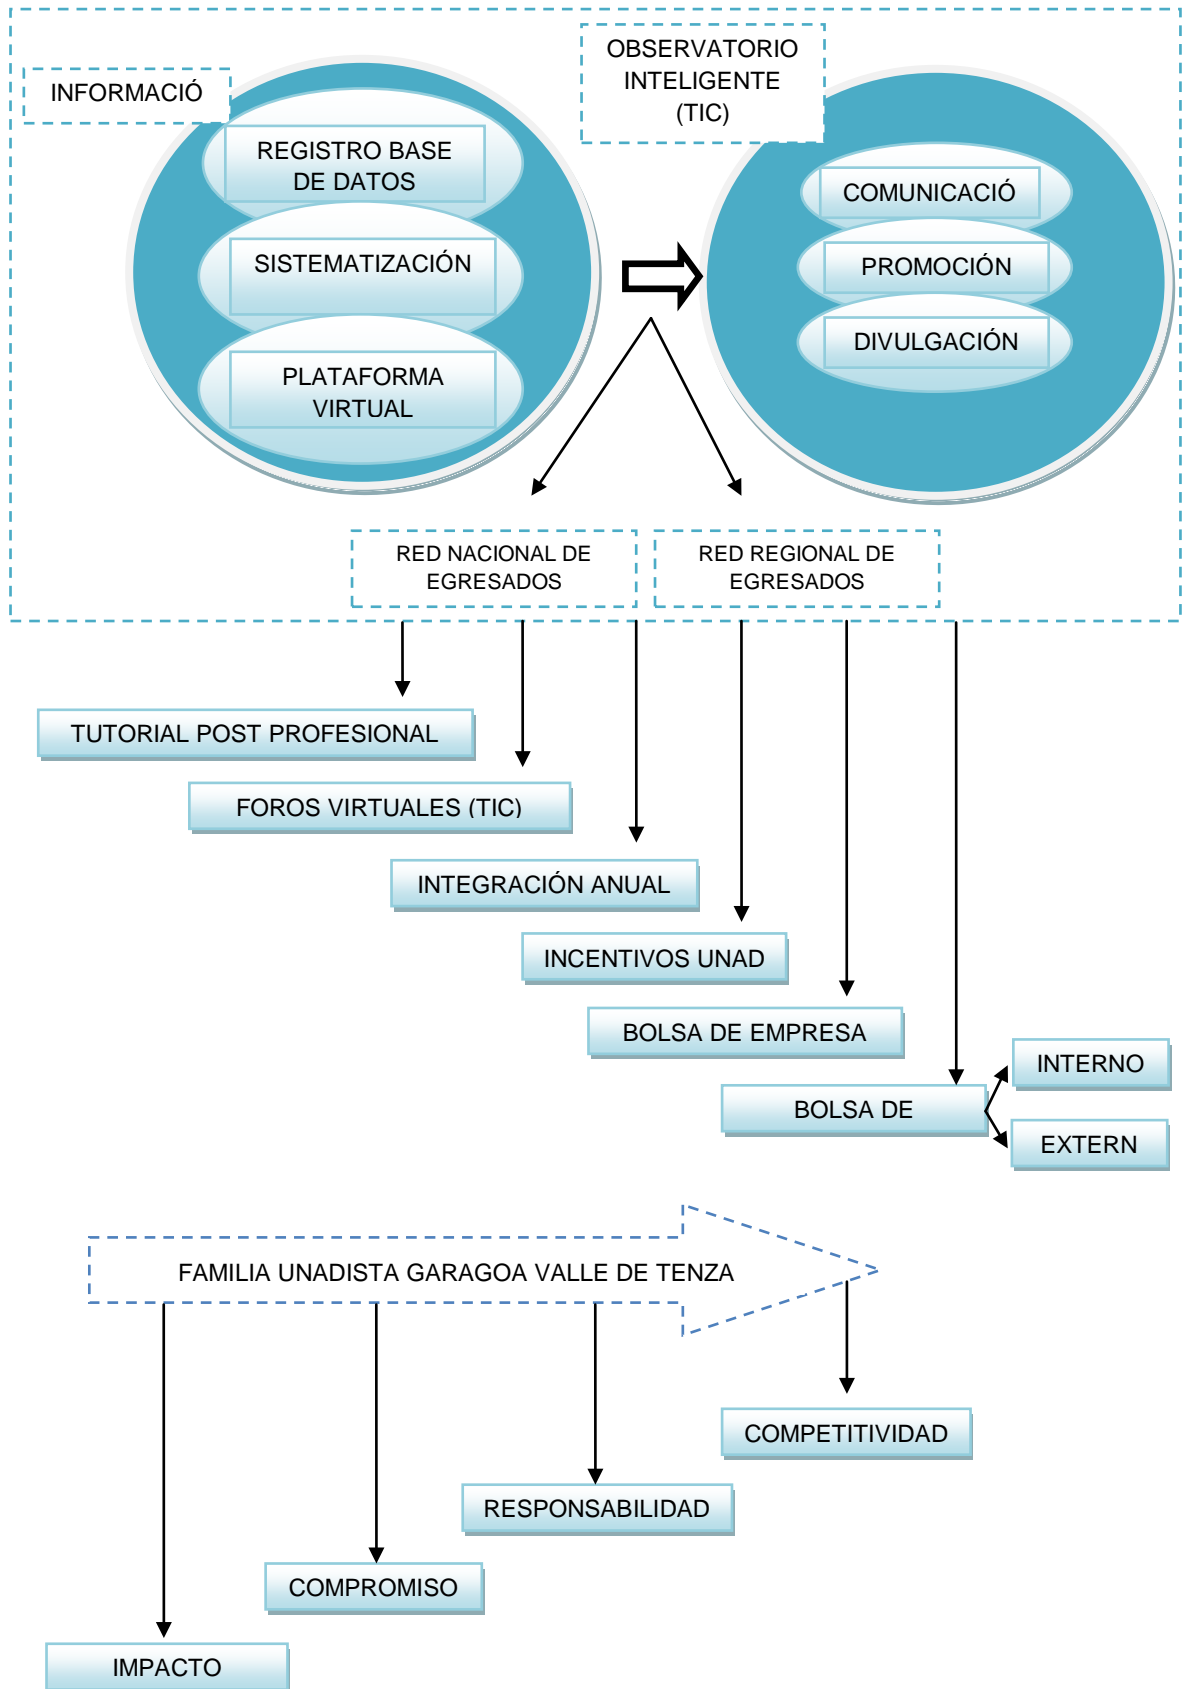 OBSERVATORIO
INTELIGENTE
(TIC)
INFORMACIÓ
REGISTRO BASE
DE DATOS
SISTEMATIZACIÓN
PLATAFORMA
VIRTUAL
COMUNICACIÓ
PROMOCIÓN
DIVULGACIÓN
RED NACIONAL DE
EGRESADOS
RED REGIONAL DE
EGRESADOS
TUTORIAL POST PROFESIONAL
FOROS VIRTUALES (TIC)
INTEGRACIÓN ANUAL
INCENTIVOS UNAD
BOLSA DE EMPRESA
BOLSA DE
INTERNO
EXTERN
FAMILIA UNADISTA GARAGOA VALLE DE TENZA
COMPETITIVIDAD
RESPONSABILIDAD
COMPROMISO
IMPACTO